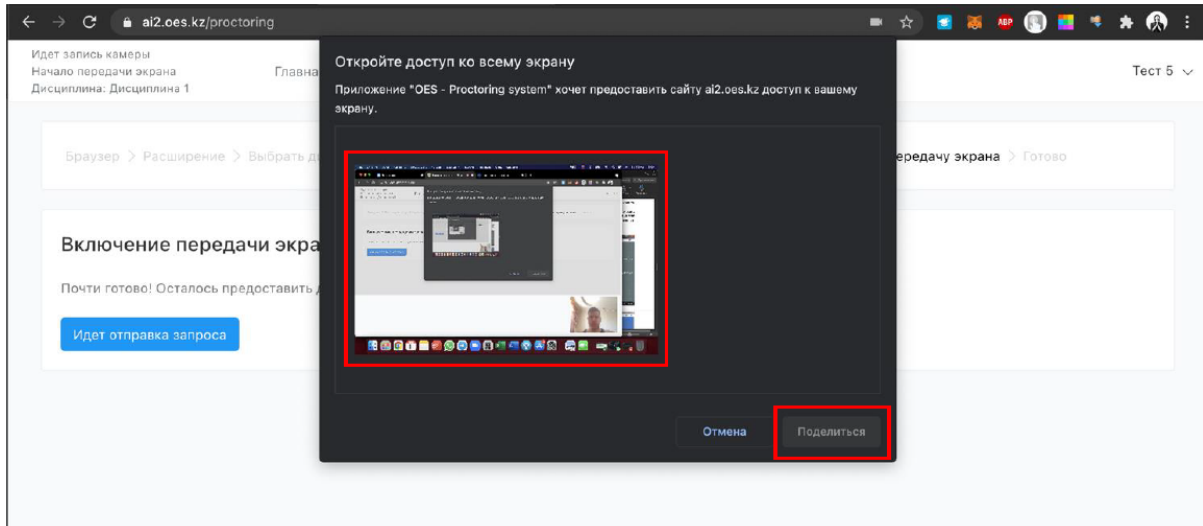 ai2.oes.kz/proctoring
ABP
Идет запись камеры
Начало передачи экрана
Дисциплина: Дисциплина 1
Главна
Тест 5
Браузер > Расширение > Выбрать д
ередачу экрана > Готово
Откройте доступ ко всему экрану
Приложение "OES - Proctoring system" хочет предоставить сайту ai2.oes.kz доступ к вашему
экрану.
Включение передачи экра
Почти готово! Осталось предоставить
Идет отправка запроса
Отмена
Поделиться